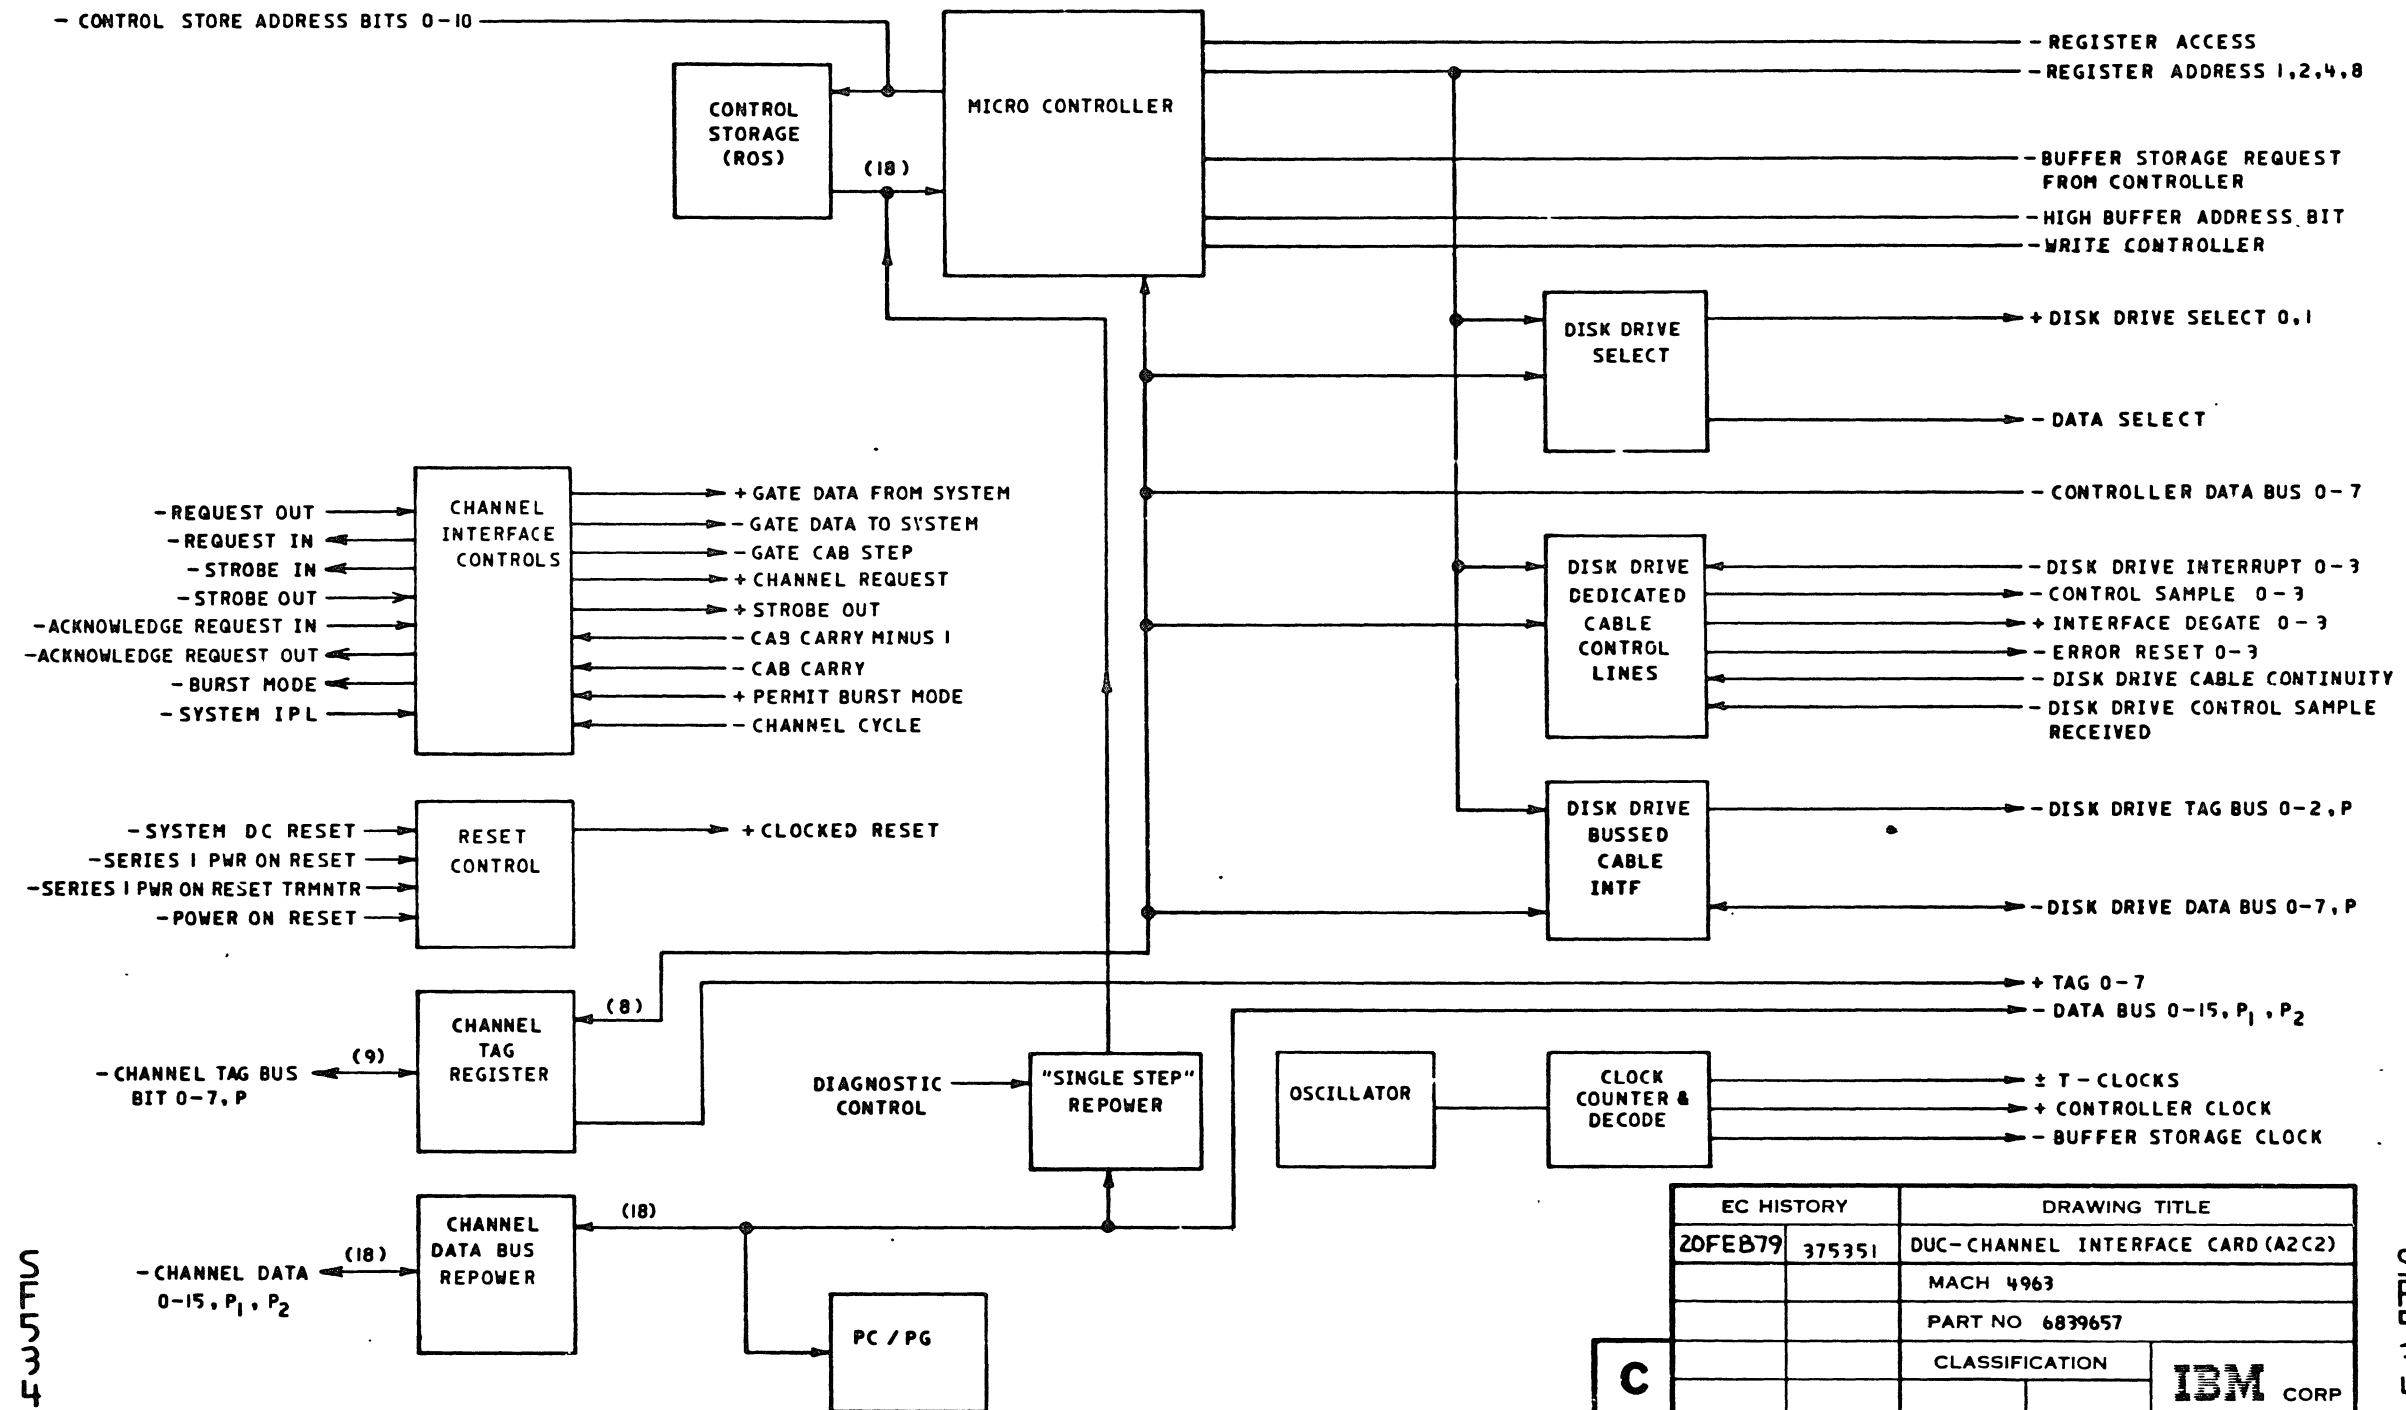 - CONTROL STORE ADDRESS BITS 0-10
CONTROL
STORAGE
(ROS)
(18)
MICRO CONTROLLER
- REGISTER ACCESS
- REGISTER ADDRESS 1,2,4,8
- BUFFER STORAGE REQUEST
FROM CONTROLLER
- HIGH BUFFER ADDRESS BIT
- WRITE CONTROLLER
DISK DRIVE
SELECT
+ DISK DRIVE SELECT 0,1
- DATA SELECT
- CONTROLLER DATA BUS 0-7
- REQUEST OUT
- REQUEST IN
- STROBE IN
- STROBE OUT
- ACKNOWLEDGE REQUEST IN
- ACKNOWLEDGE REQUEST OUT
- BURST MODE
- SYSTEM IPL
CHANNEL
INTERFACE
CONTROLS
+ GATE DATA FROM SYSTEM
- GATE DATA TO SYSTEM
- GATE CAB STEP
+ CHANNEL REQUEST
+ STROBE OUT
- CAB CARRY MINUS 1
- CAB CARRY
+ PERMIT BURST MODE
- CHANNEL CYCLE
DISK DRIVE
DEDICATED
CABLE
CONTROL
LINES
- DISK DRIVE INTERRUPT 0-3
- CONTROL SAMPLE 0-3
+ INTERFACE DEGATE 0-3
- ERROR RESET 0-3
- DISK DRIVE CABLE CONTINUITY
- DISK DRIVE CONTROL SAMPLE
RECEIVED
- SYSTEM DC RESET
- SERIES 1 PWR ON RESET
- SERIES 1 PWR ON RESET TRMNTR
- POWER ON RESET
RESET
CONTROL
+ CLOCKED RESET
DISK DRIVE
BUSSED
CABLE
INTF
- DISK DRIVE TAG BUS 0-2, P
- DISK DRIVE DATA BUS 0-7, P
- CHANNEL TAG BUS
BIT 0-7, P
(9)
CHANNEL
TAG
REGISTER
(8)
+ TAG 0-7
- DATA BUS 0-15, P1, P2
DIAGNOSTIC
CONTROL
"SINGLE STEP"
REPOWER
OSCILLATOR
CLOCK
COUNTER &
DECODE
± T-CLOCKS
+ CONTROLLER CLOCK
- BUFFER STORAGE CLOCK
- CHANNEL DATA
0-15, P1, P2
(18)
CHANNEL
DATA BUS
REPOWER
(18)
PC / PG
EC HISTORY
DRAWING TITLE
20FEB79
375351
DUC-CHANNEL INTERFACE CARD (A2C2)
MACH 4963
PART NO 6839657
CLASSIFICATION
IBM CORP
C
SF534